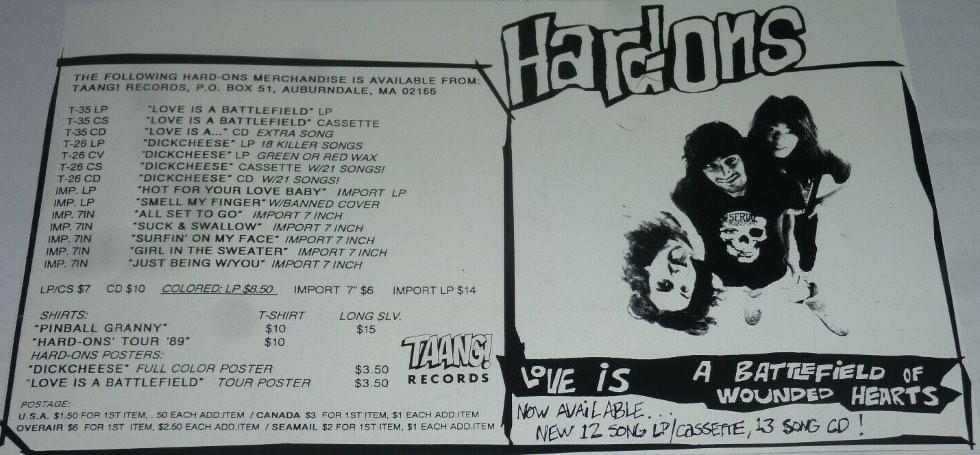 THE FOLLOWING HARD-ONS MERCHANDISE IS AVAILABLE FROM:
TAANG! RECORDS, P.O. BOX 51, AUBURNDALE, MA 02166
T-35 LP "LOVE IS A BATTLEFIELD" LP
T-35 CS "LOVE IS A BATTLEFIELD" CASSETTE
T-35 CD "LOVE IS A..." CD EXTRA SONG
T-26 LP "DICKCHEESE" LP 18 KILLER SONGS
T-26 CV "DICKCHEESE" LP GREEN OR RED WAX
T-26 CS "DICKCHEESE" CASSETTE W/21 SONGS!
T-26 CD "DICKCHEESE" CD W/21 SONGS!
IMP. LP "HOT FOR YOUR LOVE BABY" IMPORT LP
IMP. LP "SMELL MY FINGER" W/BANNED COVER
IMP. 7IN "ALL SET TO GO" IMPORT 7 INCH
IMP. 7IN "SUCK & SWALLOW" IMPORT 7 INCH
IMP. 7IN "SURFIN' ON MY FACE" IMPORT 7 INCH
IMP. 7IN "GIRL IN THE SWEATER" IMPORT 7 INCH
IMP. 7IN "JUST BEING W/YOU" IMPORT 7 INCH
LP/CS $7 CD $10 COLORED: LP $8.50 IMPORT 7" $6 IMPORT LP $14
SHIRTS: T-SHIRT LONG SLV.
"PINBALL GRANNY" $10 $15
"HARD-ONS' TOUR '89" $10
HARD-ONS POSTERS:
"DICKCHEESE" FULL COLOR POSTER $3.50
"LOVE IS A BATTLEFIELD" TOUR POSTER $3.50
TAANG!
RECORDS
POSTAGE:
U.S.A. $1.50 FOR 1ST ITEM, .50 EACH ADD.ITEM / CANADA $3 FOR 1ST ITEM, $1 EACH ADD.ITEM
OVERAIR $6 FOR 1ST ITEM, $2.50 EACH ADD.ITEM / SEAMAIL $2 FOR 1ST ITEM, $1 EACH ADD.ITEM
Hard-ons
SERIAL
LOVE IS A BATTLEFIELD OF
WOUNDED HEARTS
NOW AVAILABLE...
NEW 12 SONG LP/CASSETTE, 13 SONG CD!